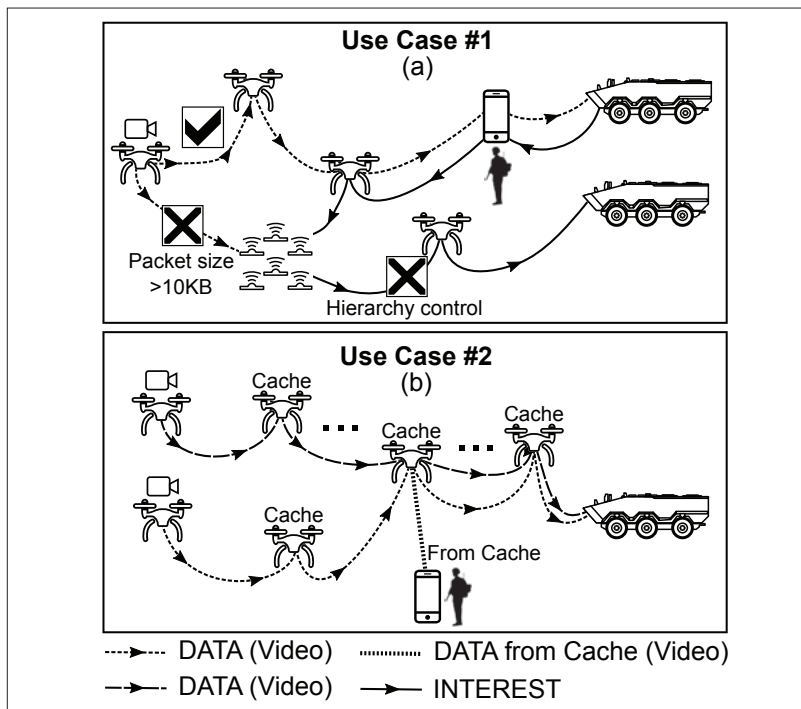 Use Case #1
(a)
Packet size
>10KB
Hierarchy control
Use Case #2
(b)
Cache
Cache
Cache
Cache
From Cache
DATA (Video)
DATA from Cache (Video)
DATA (Video)
INTEREST